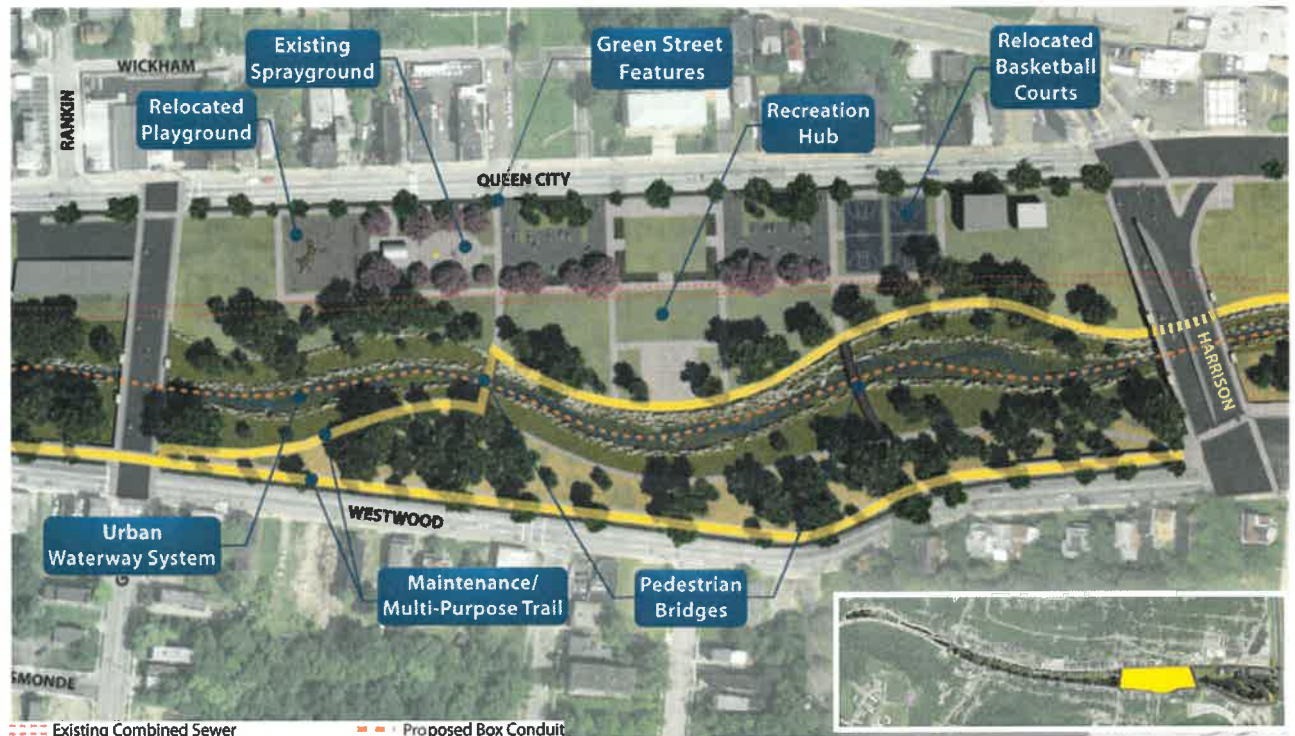 Existing
Sprayground
Green Street
Features
Relocated
Basketball
Courts
WICKHAM
Relocated
Playground
RANKIN
Recreation
Hub
QUEEN CITY
HARRISON
WESTWOOD
Urban
Waterway System
Maintenance/
Multi-Purpose Trail
Pedestrian
Bridges
SMONDE
Existing Combined Sewer
Proposed Box Conduit